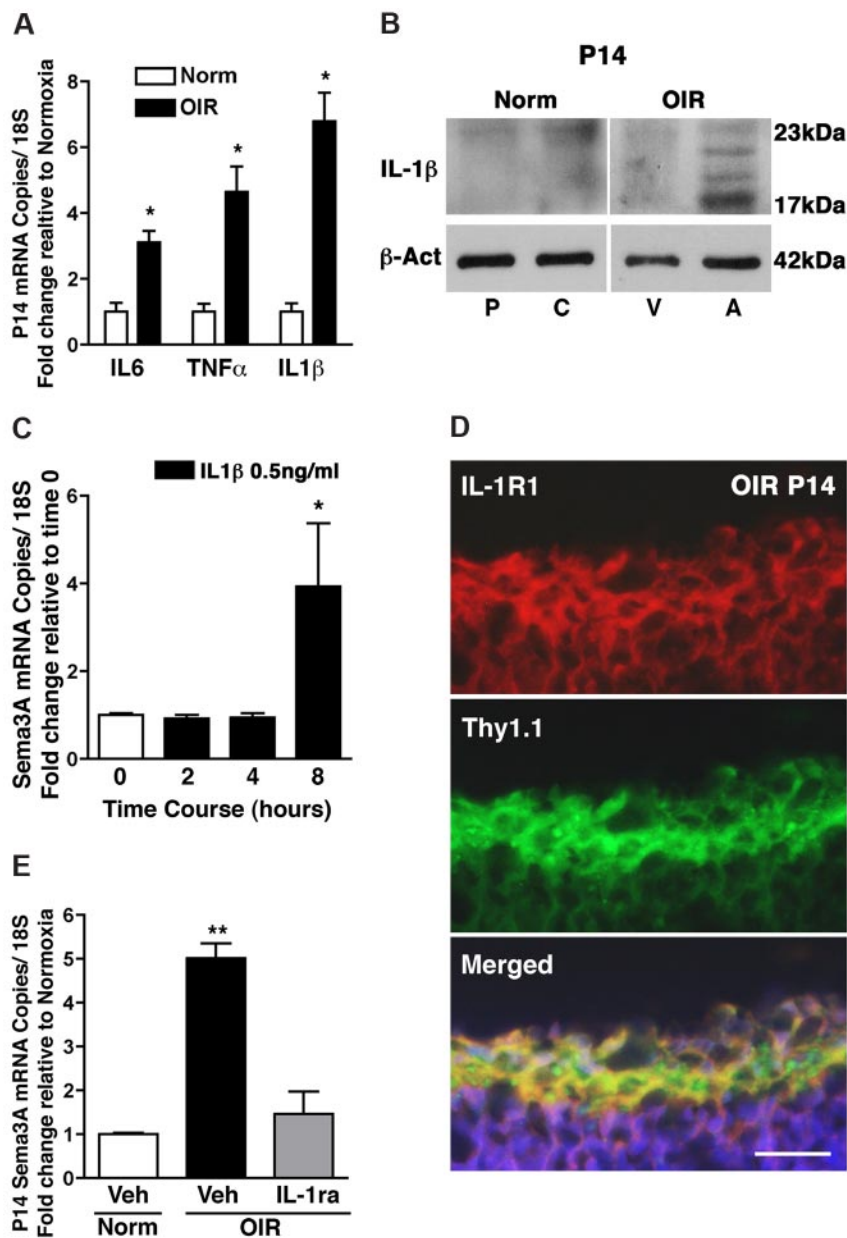 A
P14 mRNA Copies/ 18S
Fold change realtive to Normoxia
Norm
OIR
8
6
4
2
0
*
*
*
IL6 TNFα IL1β
B
P14
Norm OIR
IL-1β
23kDa
17kDa
β-Act
42kDa
P C V A
C
Sema3A mRNA Copies/ 18S
Fold change relative to time 0
IL1β 0.5ng/ml
6
4
2
1
0
*
0 2 4 8
Time Course (hours)
D
IL-1R1 OIR P14
Thy1.1
Merged
E
P14 Sema3A mRNA Copies/ 18S
Fold change relative to Normoxia
6
5
4
3
2
1
0
**
Veh Veh IL-1ra
Norm OIR